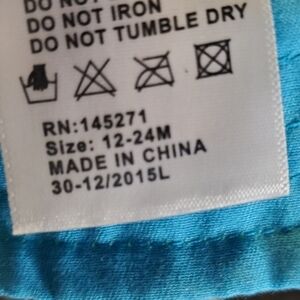 DO NOT
DO NOT IRON
DO NOT TUMBLE DRY
RN:145271
Size: 12-24M
MADE IN CHINA
30-12/2015L